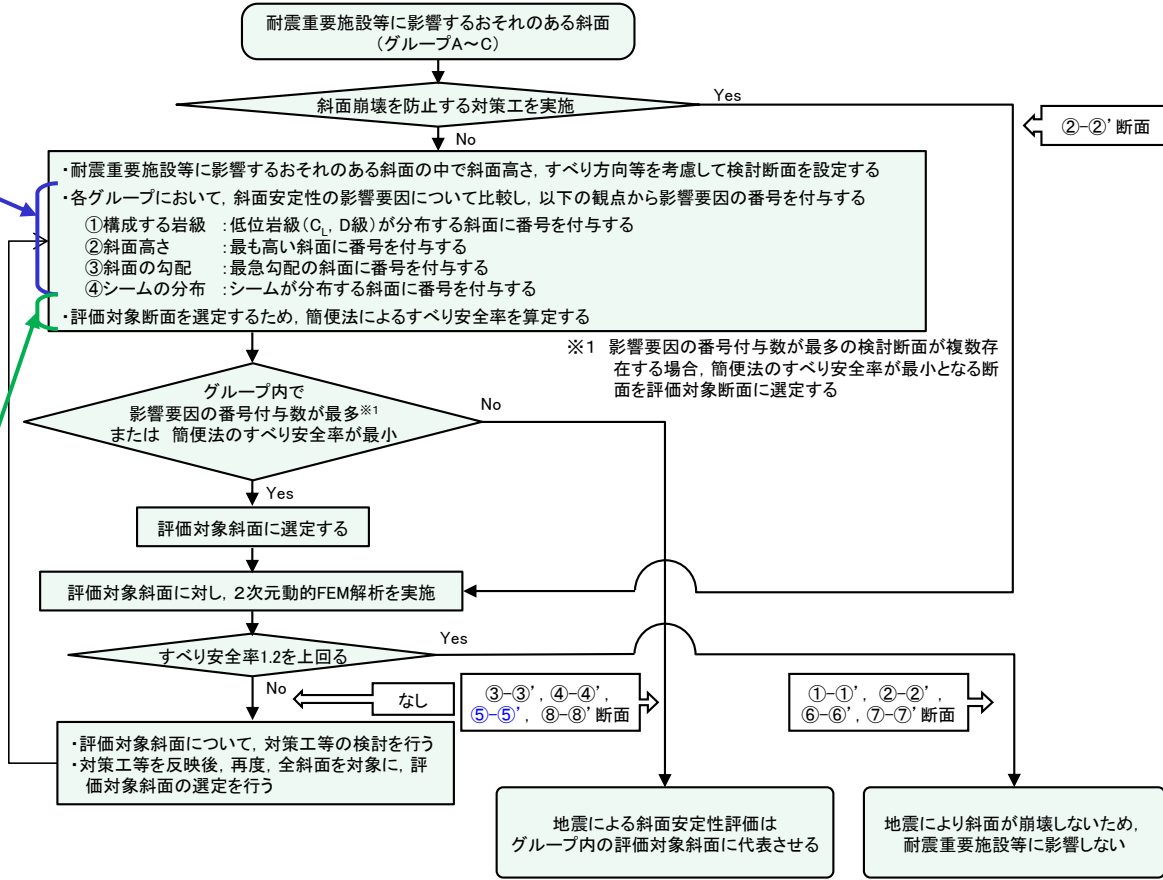 耐震重要施設等に影響するおそれのある斜面
(グループA~C)
斜面崩壊を防止する対策工を実施
Yes
No
②-②’断面
・耐震重要施設等に影響するおそれのある斜面の中で斜面高さ,すべり方向等を考慮して検討断面を設定する
・各グループにおいて,斜面安定性の影響要因について比較し,以下の観点から影響要因の番号を付与する
①構成する岩級 :低位岩級(CL, D級)が分布する斜面に番号を付与する
②斜面高さ :最も高い斜面に番号を付与する
③斜面の勾配 :最急勾配の斜面に番号を付与する
④シームの分布 :シームが分布する斜面に番号を付与する
・評価対象断面を選定するため,簡便法によるすべり安全率を算定する
※1 影響要因の番号付与数が最多の検討断面が複数存
在する場合,簡便法のすべり安全率が最小となる断
面を評価対象断面に選定する
グループ内で
影響要因の番号付与数が最多※1
または 簡便法のすべり安全率が最小
No
Yes
評価対象斜面に選定する
評価対象斜面に対し,2次元動的FEM解析を実施
すべり安全率1.2を上回る
Yes
No
なし
③-③’, ④-④’,
⑤-⑤’, ⑧-⑧’断面
①-①’, ②-②’,
⑥-⑥’, ⑦-⑦’断面
・評価対象斜面について,対策工等の検討を行う
・対策工等を反映後,再度,全斜面を対象に,評
価対象斜面の選定を行う
地震による斜面安定性評価は
グループ内の評価対象斜面に代表させる
地震により斜面が崩壊しないため,
耐震重要施設等に影響しない